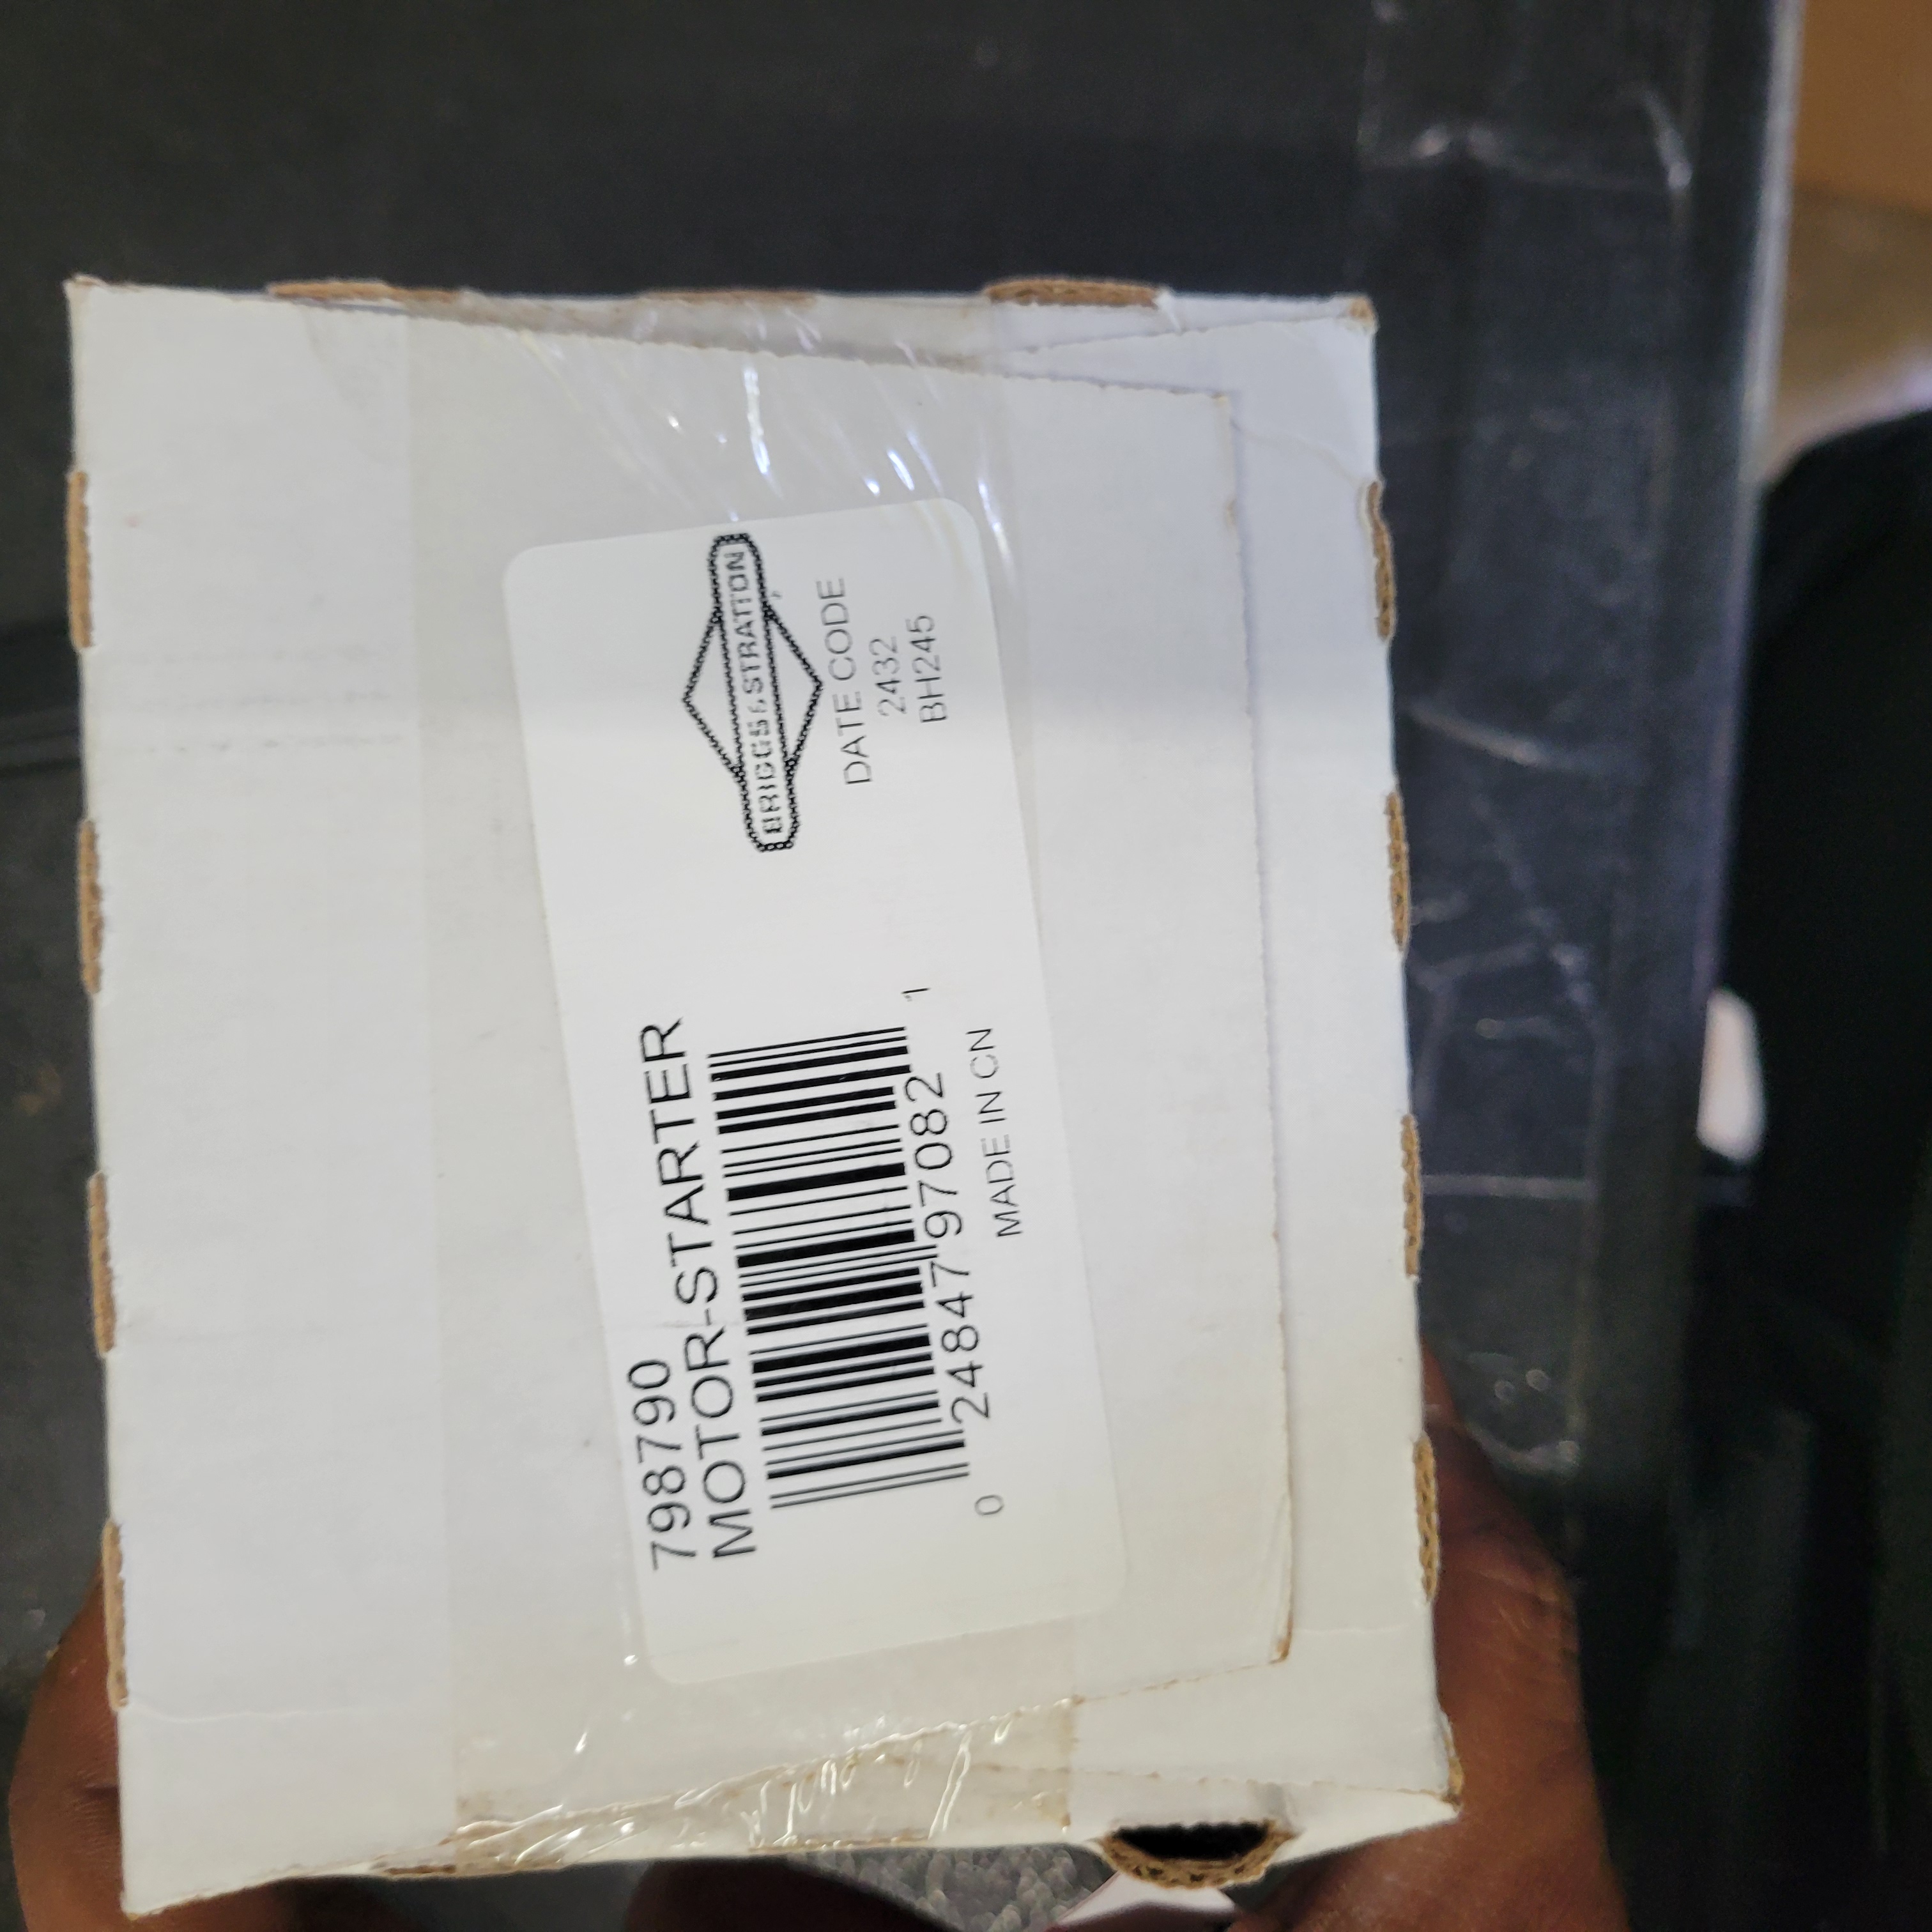 798790
MOTOR-STARTER
0 24847 97082 1
MADE IN CN
BRIGGS & STRATTON
DATE CODE
2432
BH245